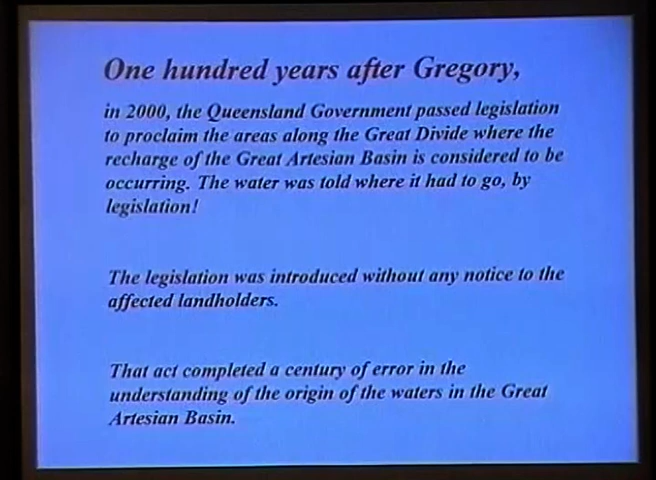 One hundred years after Gregory,
in 2000, the Queensland Government passed legislation
to proclaim the areas along the Great Divide where the
recharge of the Great Artesian Basin is considered to be
occurring. The water was told where it had to go, by
legislation!
The legislation was introduced without any notice to the
affected landholders.
That act completed a century of error in the
understanding of the origin of the waters in the Great
Artesian Basin.